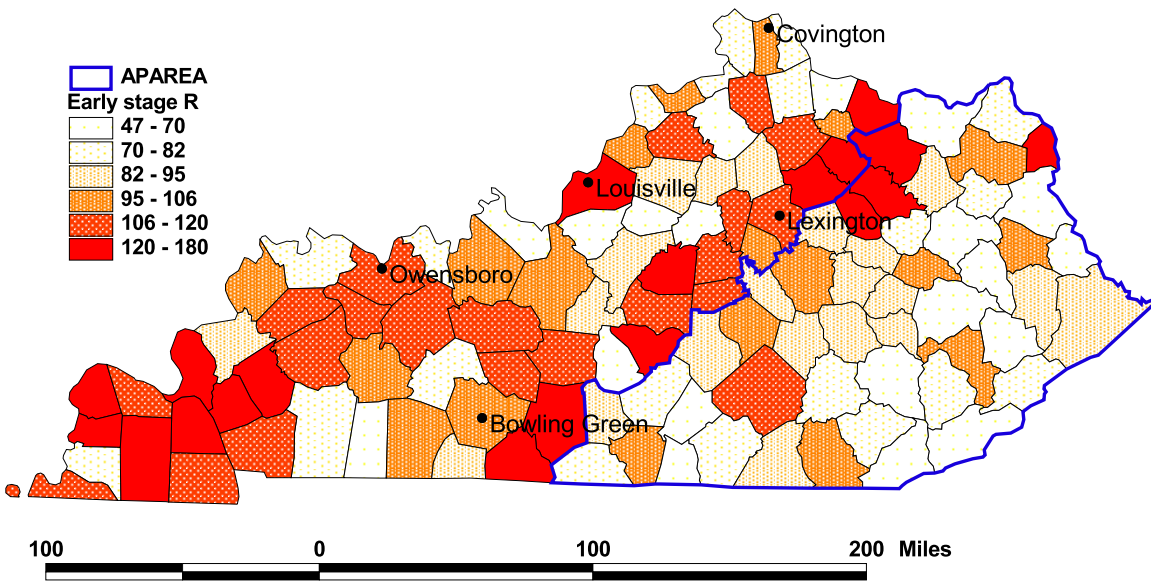 Covington
APAREA
Early stage R
47 - 70
70 - 82
82 - 95
95 - 106
106 - 120
120 - 180
Louisville
Lexington
Owensboro
Bowling Green
100 0 100 200 Miles